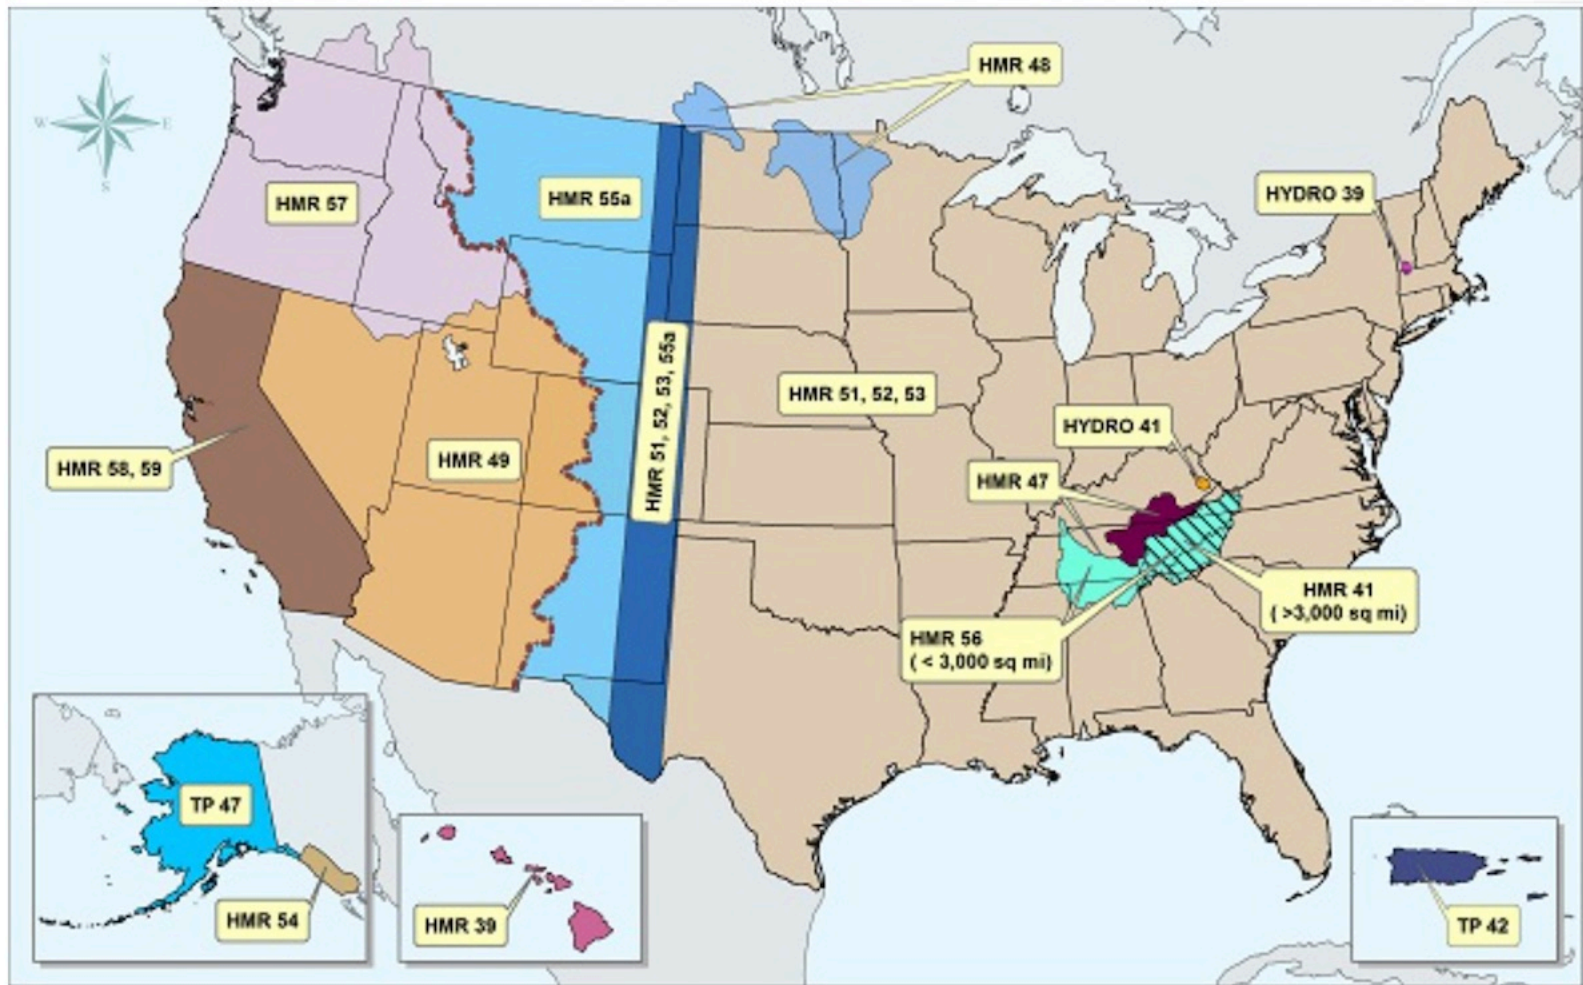 N
W
E
S
HMR 48
HMR 57
HMR 55a
HYDRO 39
HMR 51, 52, 53, 55a
HMR 51, 52, 53
HYDRO 41
HMR 58, 59
HMR 49
HMR 47
HMR 41
( >3,000 sq mi)
HMR 56
( < 3,000 sq mi)
TP 47
HMR 54
HMR 39
TP 42